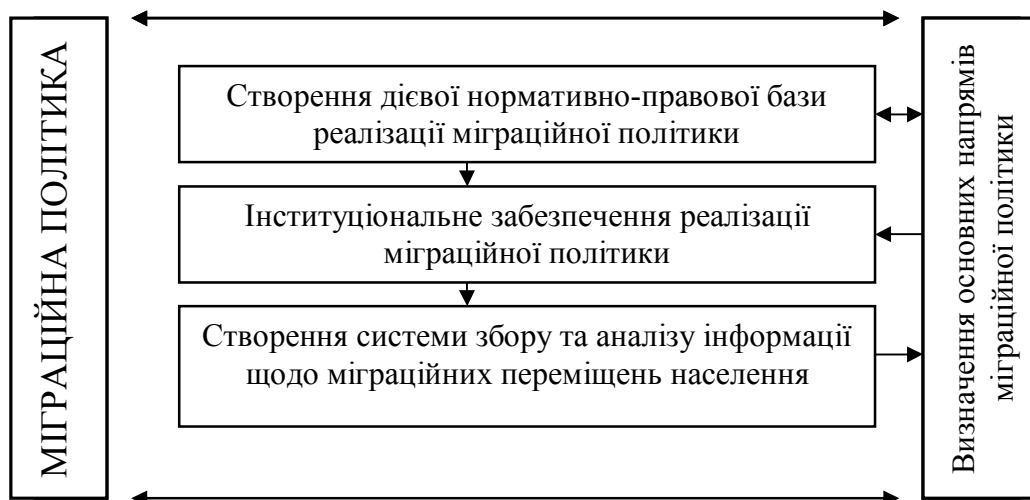 МІГРАЦІЙНА ПОЛІТИКА
Створення дієвої нормативно-правової бази
реалізації міграційної політики
Інституціональне забезпечення реалізації
міграційної політики
Створення системи збору та аналізу інформації
щодо міграційних переміщень населення
Визначення основних напрямів
міграційної політики